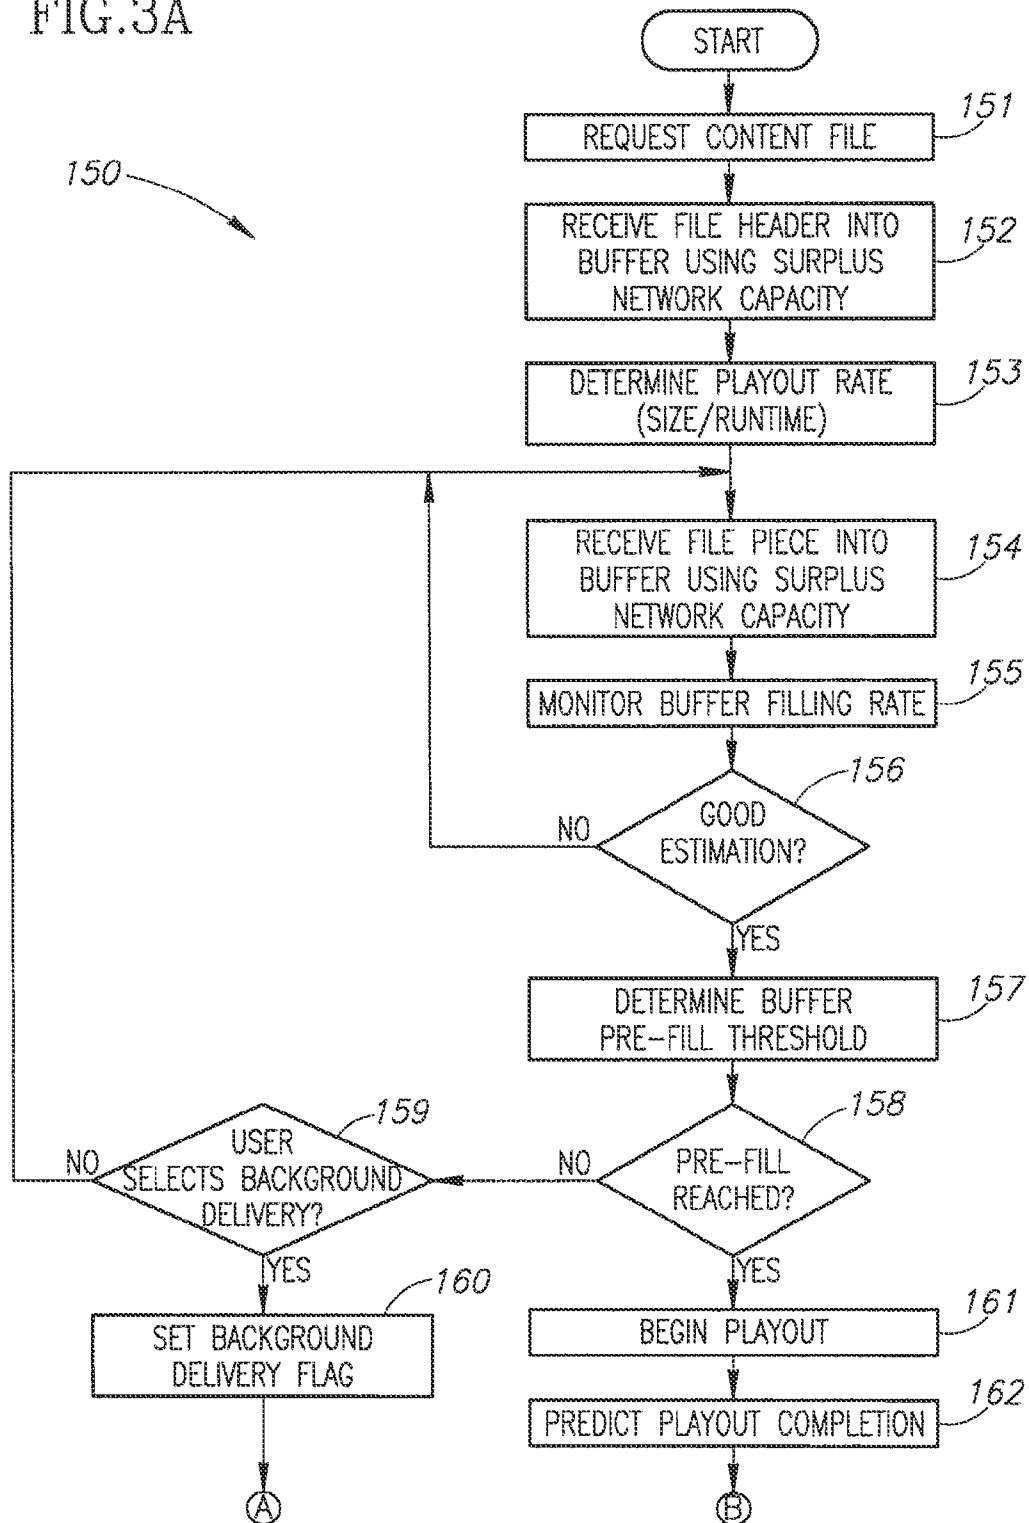 FIG.3A
START
REQUEST CONTENT FILE
151
150
RECEIVE FILE HEADER INTO
BUFFER USING SURPLUS
NETWORK CAPACITY
152
DETERMINE PLAYOUT RATE
(SIZE/RUNTIME)
153
RECEIVE FILE PIECE INTO
BUFFER USING SURPLUS
NETWORK CAPACITY
154
MONITOR BUFFER FILLING RATE
155
GOOD
ESTIMATION?
156
NO
YES
DETERMINE BUFFER
PRE-FILL THRESHOLD
157
PRE-FILL
REACHED?
158
NO
YES
USER
SELECTS BACKGROUND
DELIVERY?
159
NO
YES
SET BACKGROUND
DELIVERY FLAG
160
BEGIN PLAYOUT
161
PREDICT PLAYOUT COMPLETION
162
A
B